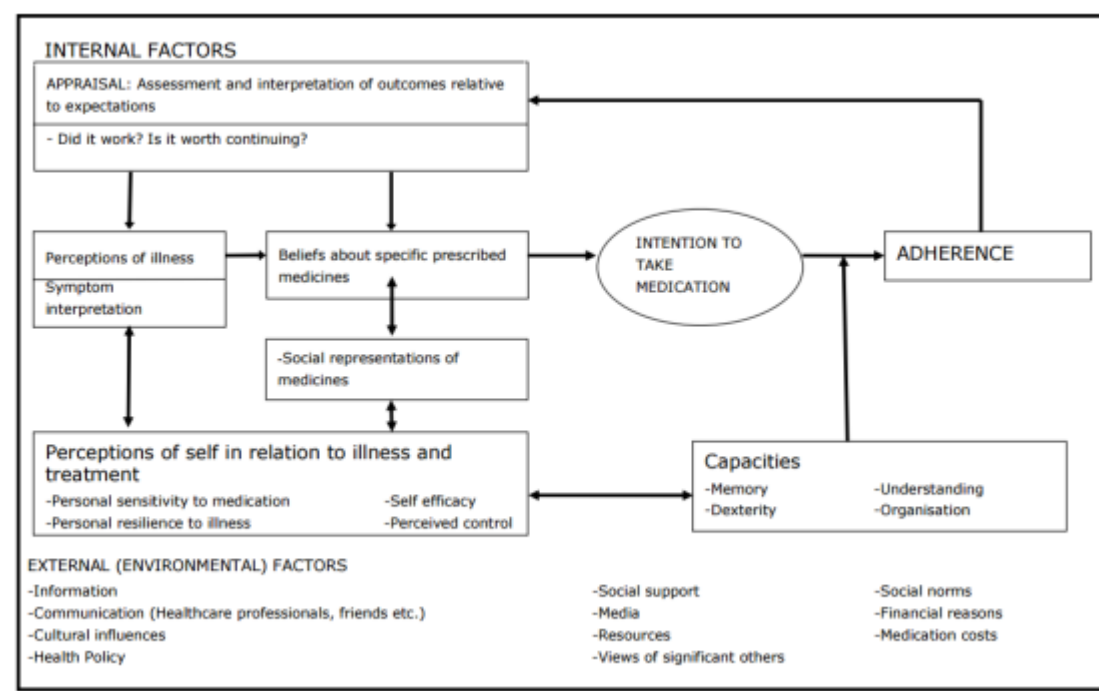 INTERNAL FACTORS
APPRAISAL: Assessment and interpretation of outcomes relative
to expectations
- Did it work? Is it worth continuing?
Perceptions of illness
Symptom
interpretation
Beliefs about specific prescribed
medicines
INTENTION TO
TAKE
MEDICATION
ADHERENCE
-Social representations of
medicines
Perceptions of self in relation to illness and
treatment
-Personal sensitivity to medication
-Self efficacy
-Personal resilience to illness
-Perceived control
Capacities
-Memory
-Understanding
-Dexterity
-Organisation
EXTERNAL (ENVIRONMENTAL) FACTORS
-Information
-Communication (Healthcare professionals, friends etc.)
-Cultural influences
-Health Policy
-Social support
-Media
-Resources
-Views of significant others
-Social norms
-Financial reasons
-Medication costs